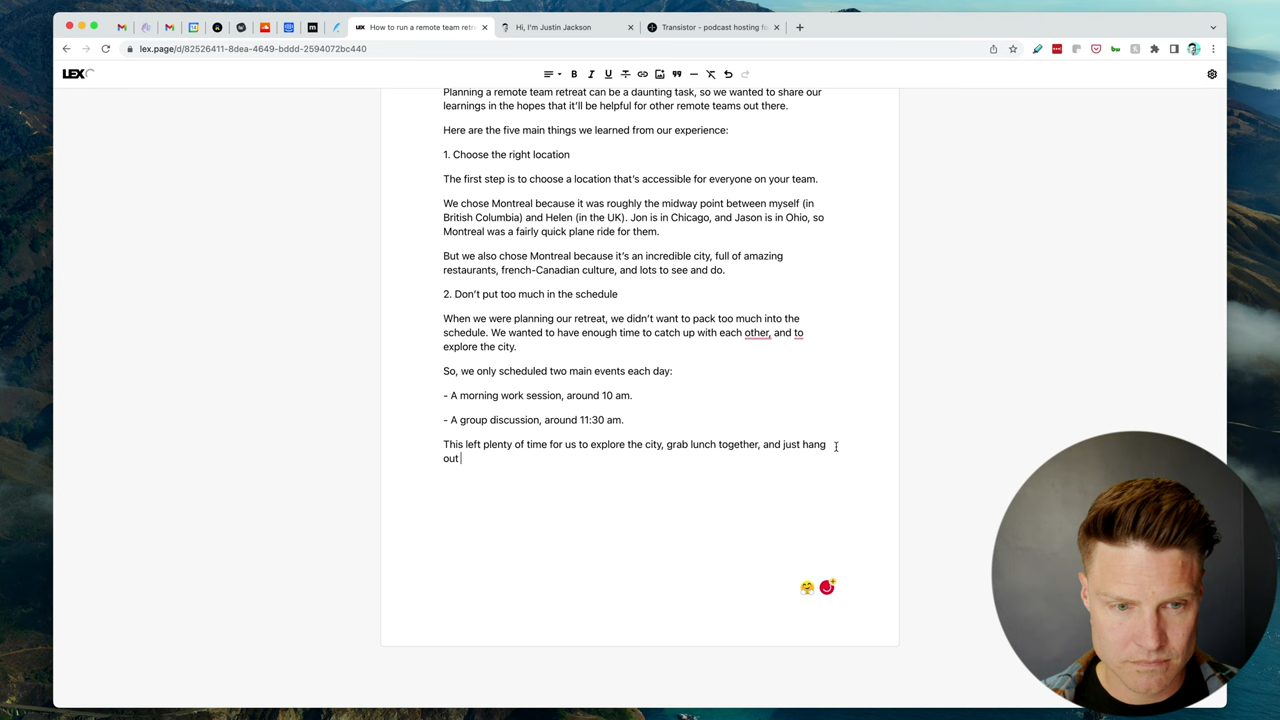 How to run a remote team retr
Hi, I'm Justin Jackson
Transistor - podcast hosting fo
lex.page/d/82526411-8dea-4649-bddd-2594072bc440
LEX
Planning a remote team retreat can be a daunting task, so we wanted to share our
learnings in the hopes that it'll be helpful for other remote teams out there.
Here are the five main things we learned from our experience:
1. Choose the right location
The first step is to choose a location that's accessible for everyone on your team.
We chose Montreal because it was roughly the midway point between myself (in
British Columbia) and Helen (in the UK). Jon is in Chicago, and Jason is in Ohio, so
Montreal was a fairly quick plane ride for them.
But we also chose Montreal because it's an incredible city, full of amazing
restaurants, french-Canadian culture, and lots to see and do.
2. Don't put too much in the schedule
When we were planning our retreat, we didn't want to pack too much into the
schedule. We wanted to have enough time to catch up with each other, and to
explore the city.
So, we only scheduled two main events each day:
- A morning work session, around 10 am.
- A group discussion, around 11:30 am.
This left plenty of time for us to explore the city, grab lunch together, and just hang
out